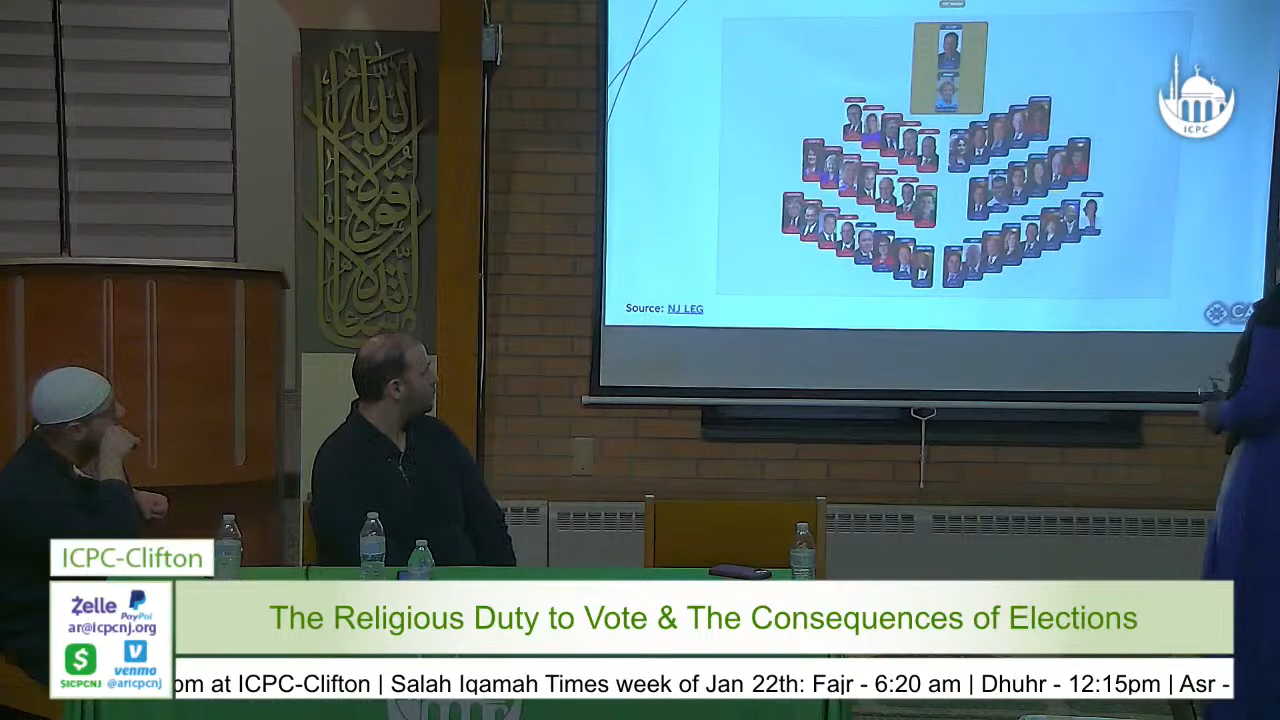 ICPC
Source: NJ LEG
CA
ICPC-Clifton
Zelle
PayPal
ar@icpcnj.org
venmo
$ICPCNJ @aricpcnj
The Religious Duty to Vote & The Consequences of Elections
pm at ICPC-Clifton | Salah Iqamah Times week of Jan 22th: Fajr - 6:20 am | Dhuhr - 12:15pm | Asr -